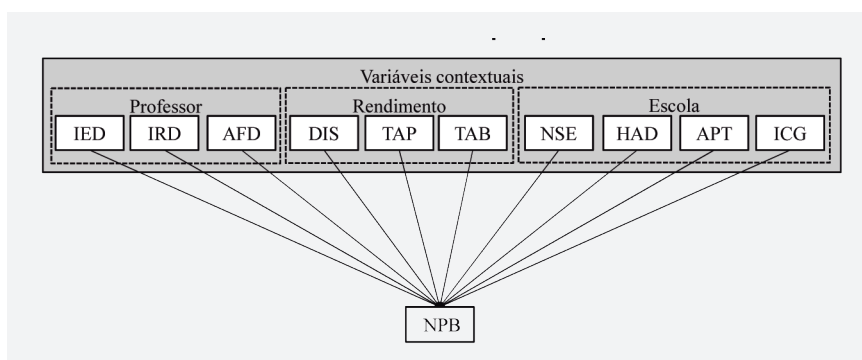 Variáveis contextuais
Professor Rendimento Escola
IED IRD AFD DIS TAP TAB NSE HAD APT ICG
NPB